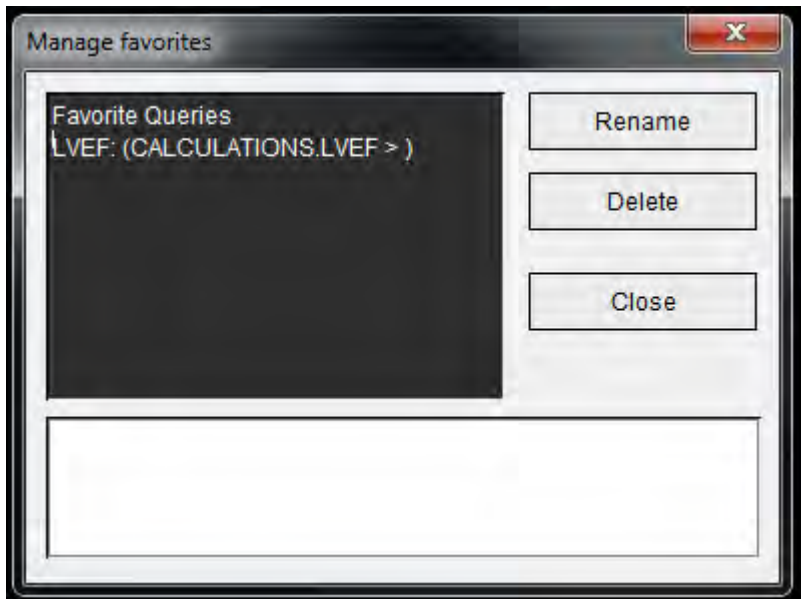 Manage favorites
Favorite Queries
LVEF: (CALCULATIONS.LVEF > )
Rename
Delete
Close